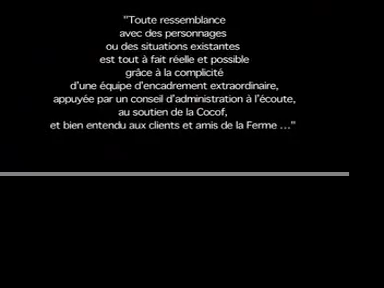 "Toute ressemblance
avec des personnages
ou des situations existantes
est tout à fait réelle et possible
grâce à la complicité
d'une équipe d'encadrement extraordinaire,
appuyée par un conseil d'administration à l'écoute,
au soutien de la Cocof,
et bien entendu aux clients et amis de la Ferme ..."